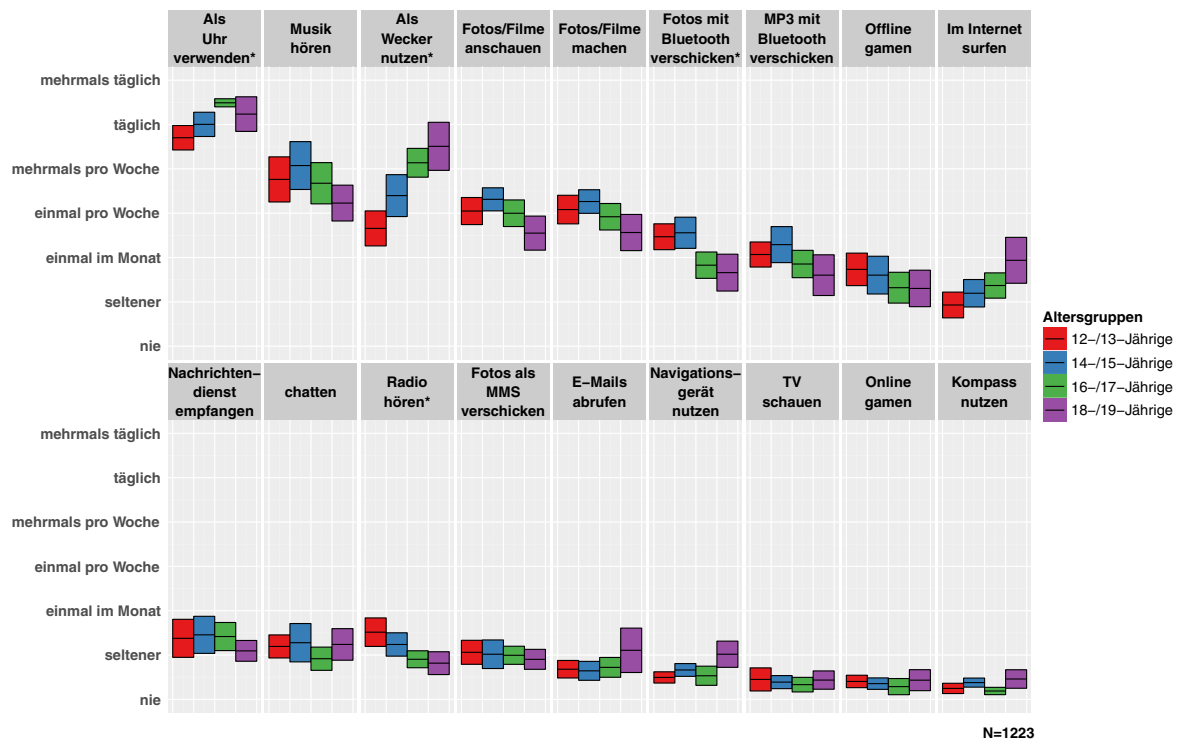 Als
Uhr
verwenden*
Musik
hören
Als
Wecker
nutzen*
Fotos/Filme
anschauen
Fotos/Filme
machen
Fotos mit
Bluetooth
verschicken*
MP3 mit
Bluetooth
verschicken
Offline
gamen
Im Internet
surfen
mehrmals täglich
täglich
mehrmals pro Woche
einmal pro Woche
einmal im Monat
seltener
nie
Nachrichten–
dienst
empfangen
chatten
Radio
hören*
Fotos als
MMS
verschicken
E–Mails
abrufen
Navigations–
gerät
nutzen
TV
schauen
Online
gamen
Kompass
nutzen
mehrmals täglich
täglich
mehrmals pro Woche
einmal pro Woche
einmal im Monat
seltener
nie
Altersgruppen
12–/13–Jährige
14–/15–Jährige
16–/17–Jährige
18–/19–Jährige
N=1223